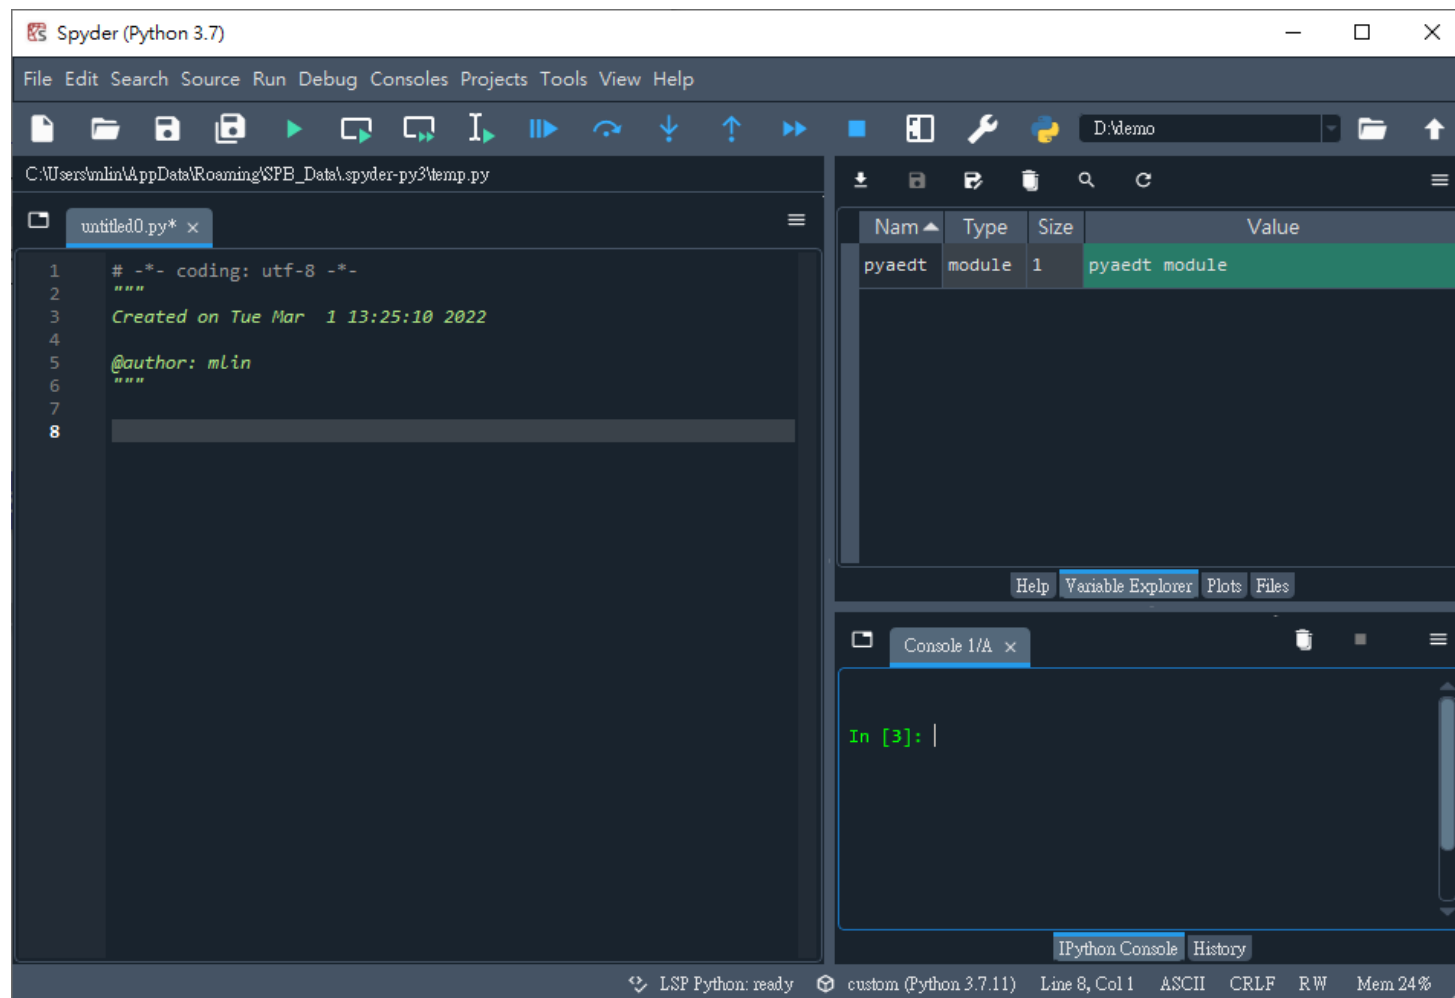 Spyder (Python 3.7)
File Edit Search Source Run Debug Consoles Projects Tools View Help
D:\demo
C:\Users\mlin\AppData\Roaming\SPB_Data\.spyder-py3\temp.py
untitled0.py*
1 # -*- coding: utf-8 -*-
2 """
3 Created on Tue Mar  1 13:25:10 2022
4
5 @author: mlin
6 """
7
8
Nam Type Size Value
pyaedt module 1 pyaedt module
Help Variable Explorer Plots Files
Console 1/A
In [3]:
IPython Console History
LSP Python: ready custom (Python 3.7.11) Line 8, Col 1 ASCII CRLF RW Mem 24%